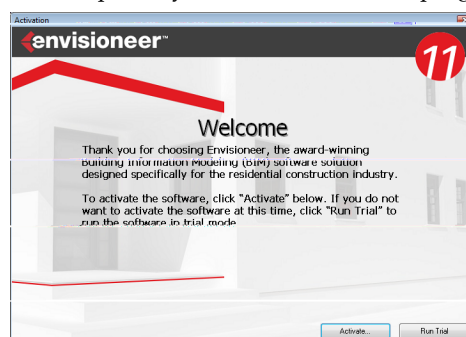 Activation
envisioneer™
11
Welcome
Thank you for choosing Envisioneer, the award-winning
Building Information Modeling (BIM) software solution
designed specifically for the residential construction industry.
To activate the software, click "Activate" below. If you do not
want to activate the software at this time, click "Run Trial" to
run the software in trial mode
Activate...
Run Trial